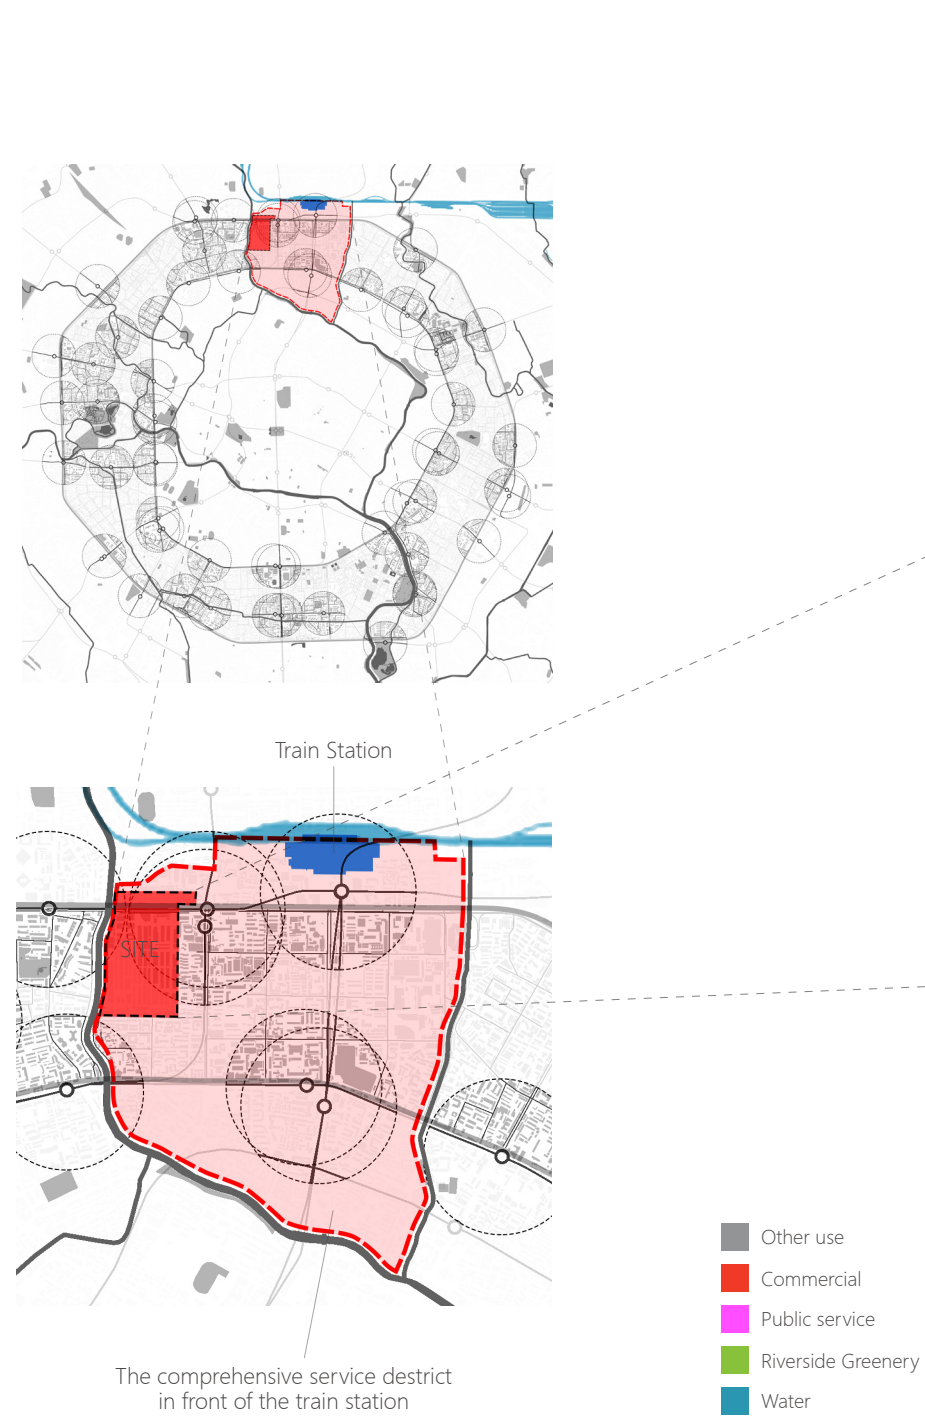 Train Station
SITE
The comprehensive service destrict
in front of the train station
Other use
Commercial
Public service
Riverside Greenery
Water